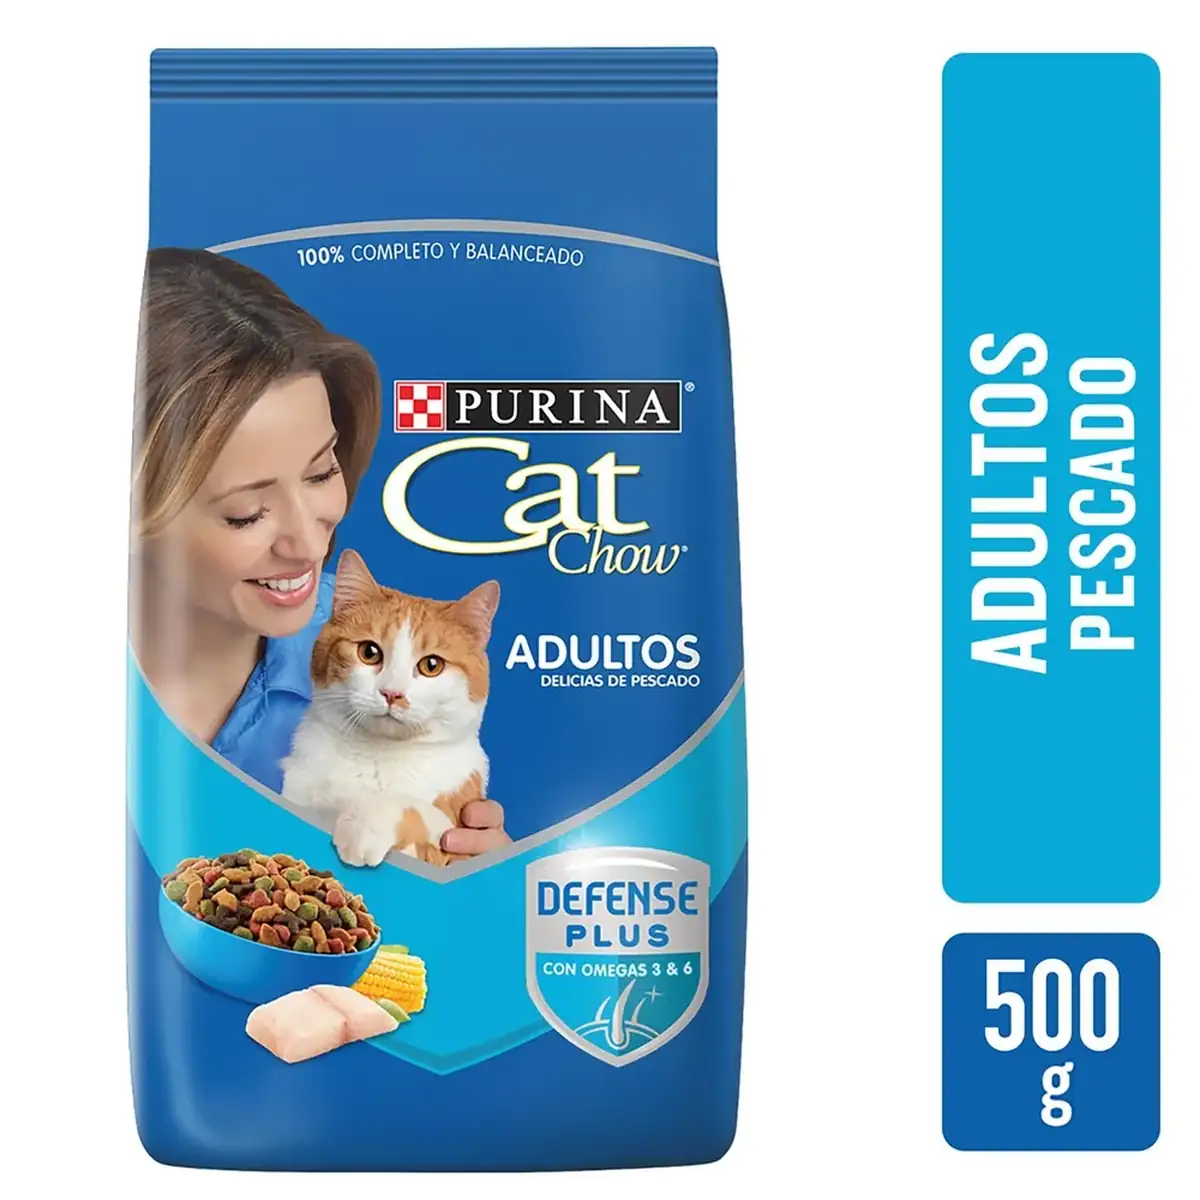 100% COMPLETO Y BALANCEADO
PURINA®
Cat
Chow®
ADULTOS
DELICIAS DE PESCADO
DEFENSE
PLUS
CON OMEGAS 3 & 6
ADULTOS
PESCADO
500
g